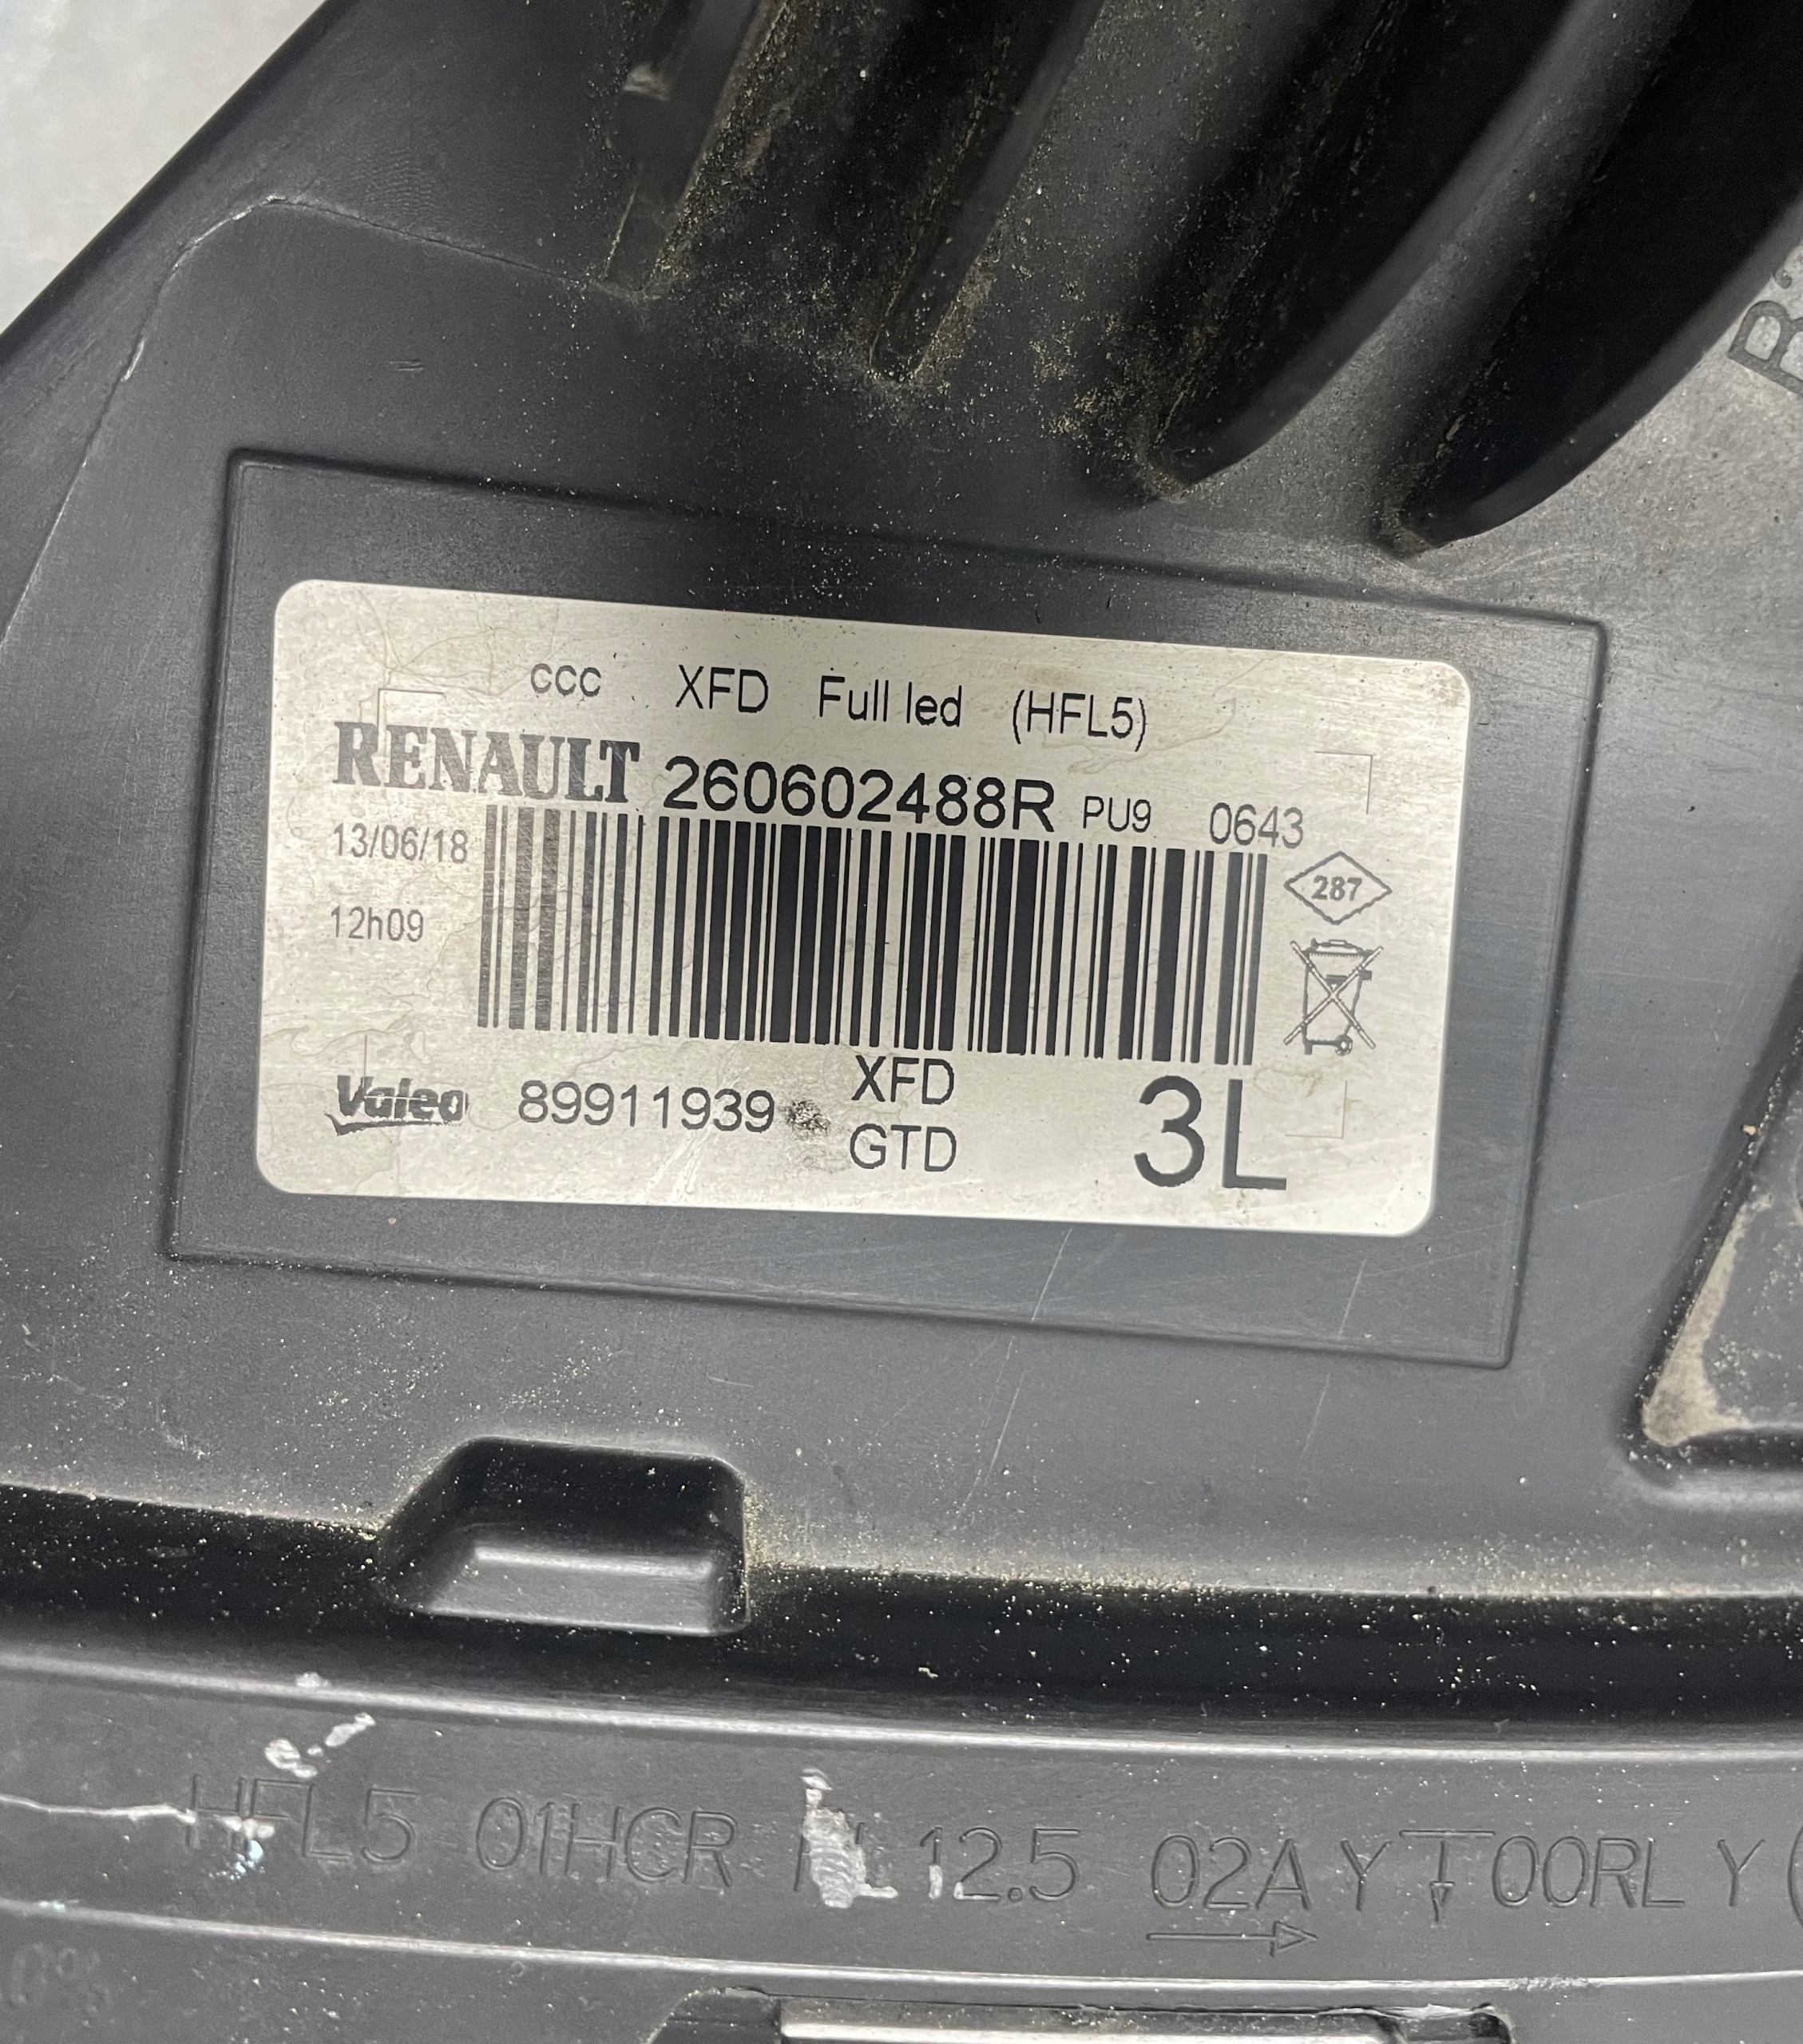 CCC XFD Full led (HFL5)
RENAULT 260602488R PU9 0643
13/06/18
287
12h09
Valeo 89911939 XFD 3L
GTD
HFL5 01HCR PL 12.5 02A Y 00RL Y